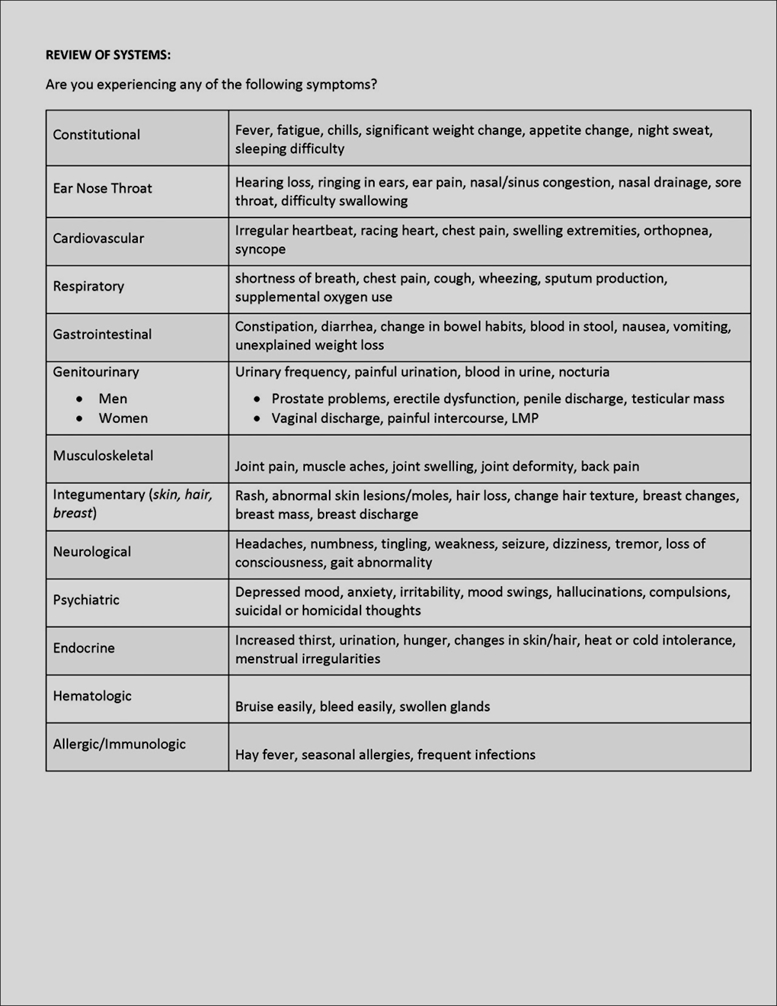 REVIEW OF SYSTEMS:
Are you experiencing any of the following symptoms?
Constitutional
Fever, fatigue, chills, significant weight change, appetite change, night sweat,
sleeping difficulty
Ear Nose Throat
Hearing loss, ringing in ears, ear pain, nasal/sinus congestion, nasal drainage, sore
throat, difficulty swallowing
Cardiovascular
Irregular heartbeat, racing heart, chest pain, swelling extremities, orthopnea,
syncope
Respiratory
shortness of breath, chest pain, cough, wheezing, sputum production,
supplemental oxygen use
Gastrointestinal
Constipation, diarrhea, change in bowel habits, blood in stool, nausea, vomiting,
unexplained weight loss
Genitourinary
• Men
• Women
Urinary frequency, painful urination, blood in urine, nocturia
• Prostate problems, erectile dysfunction, penile discharge, testicular mass
• Vaginal discharge, painful intercourse, LMP
Musculoskeletal
Joint pain, muscle aches, joint swelling, joint deformity, back pain
Integumentary (skin, hair,
breast)
Rash, abnormal skin lesions/moles, hair loss, change hair texture, breast changes,
breast mass, breast discharge
Neurological
Headaches, numbness, tingling, weakness, seizure, dizziness, tremor, loss of
consciousness, gait abnormality
Psychiatric
Depressed mood, anxiety, irritability, mood swings, hallucinations, compulsions,
suicidal or homicidal thoughts
Endocrine
Increased thirst, urination, hunger, changes in skin/hair, heat or cold intolerance,
menstrual irregularities
Hematologic
Bruise easily, bleed easily, swollen glands
Allergic/Immunologic
Hay fever, seasonal allergies, frequent infections